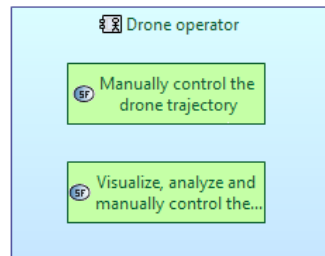 Drone operator
SF
Manually control the
drone trajectory
SF
Visualize, analyze and
manually control the...